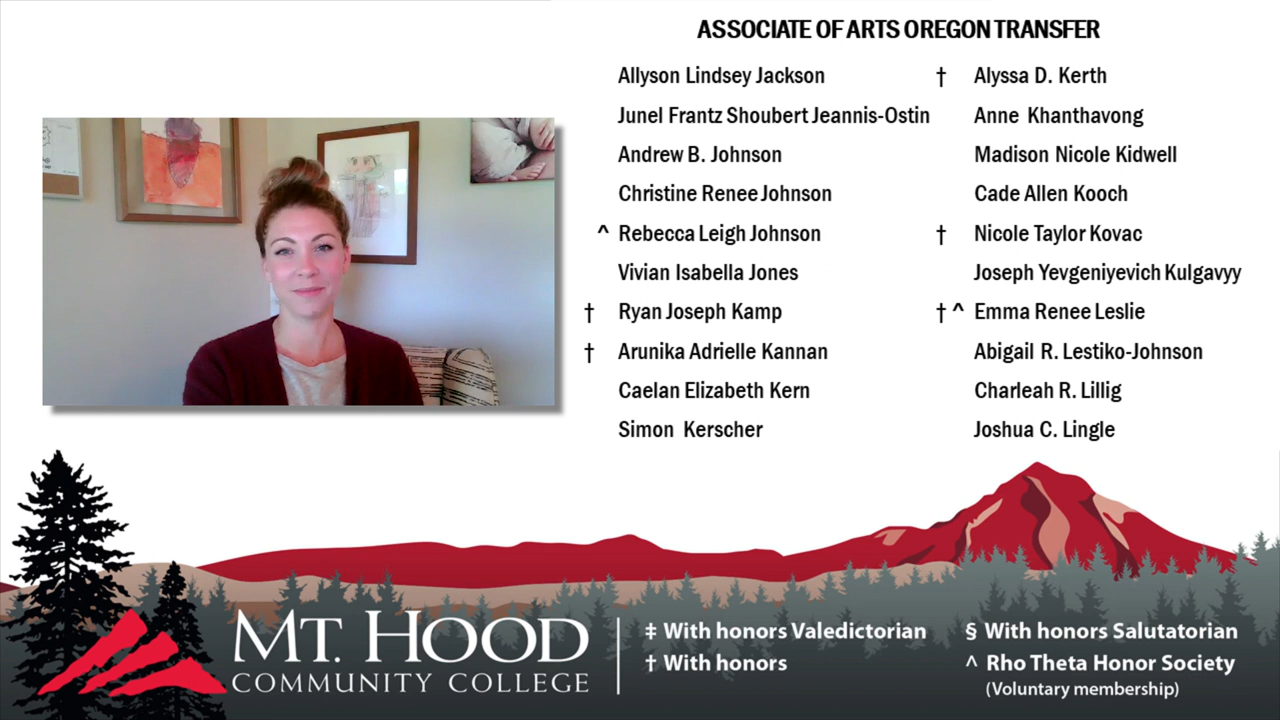 ASSOCIATE OF ARTS OREGON TRANSFER
Allyson Lindsey Jackson
Junel Frantz Shoubert Jeannis-Ostin
Andrew B. Johnson
Christine Renee Johnson
^ Rebecca Leigh Johnson
Vivian Isabella Jones
† Ryan Joseph Kamp
† Arunika Adrielle Kannan
Caelan Elizabeth Kern
Simon Kerscher
† Alyssa D. Kerth
Anne Khanthavong
Madison Nicole Kidwell
Cade Allen Kooch
† Nicole Taylor Kovac
Joseph Yevgeniyevich Kulgavyy
† ^ Emma Renee Leslie
Abigail R. Lestiko-Johnson
Charleah R. Lillig
Joshua C. Lingle
MT. HOOD
COMMUNITY COLLEGE
‡ With honors Valedictorian
† With honors
§ With honors Salutatorian
^ Rho Theta Honor Society
(Voluntary membership)